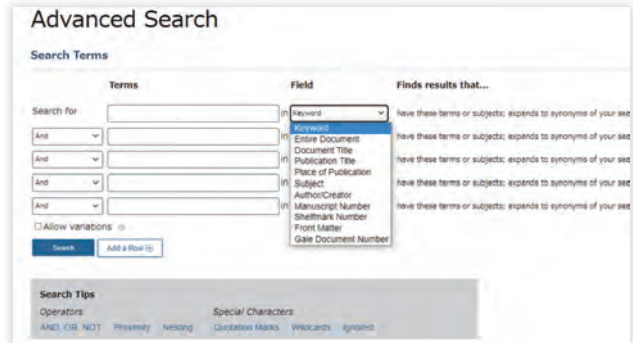 Advanced Search
Search Terms
Terms Field Finds results that...
Search for in Keyword have these terms or subjects; expands to synonyms of your
Keyword
And in Entire Document have these terms or subjects; expands to synonyms of your
Document Title
And in Publication Title have these terms or subjects; expands to synonyms of your
Place of Publication
And in Subject have these terms or subjects; expands to synonyms of your
Author/Creator
And in Manuscript Number have these terms or subjects; expands to synonyms of your
Shelfmark Number
Allow variations
Front Matter
Search Add a Row
Gale Document Number
Search Tips
Operators Special Characters
AND, OR, NOT Proximity Nesting Quotation Marks Wildcards Ignored